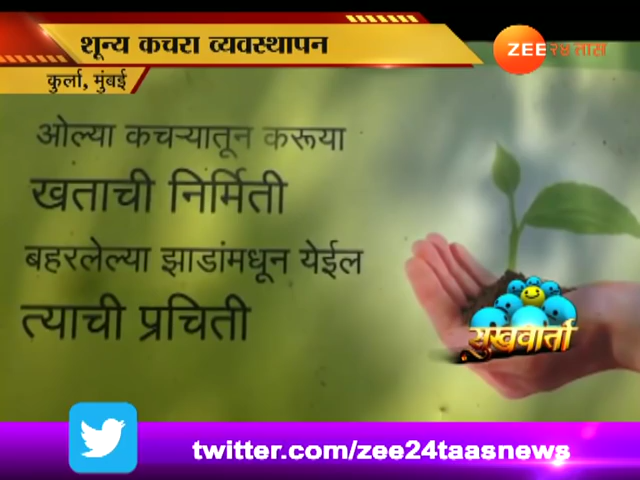 शून्य कचरा व्यवस्थापन
ZEE २४ तास
कुर्ला, मुंबई
ओल्या कचऱ्यातून करूया
खताची निर्मिती
बहरलेल्या झाडांमधून येईल
त्याची प्रचिती
सुखवार्ता
twitter.com/zee24taasnews